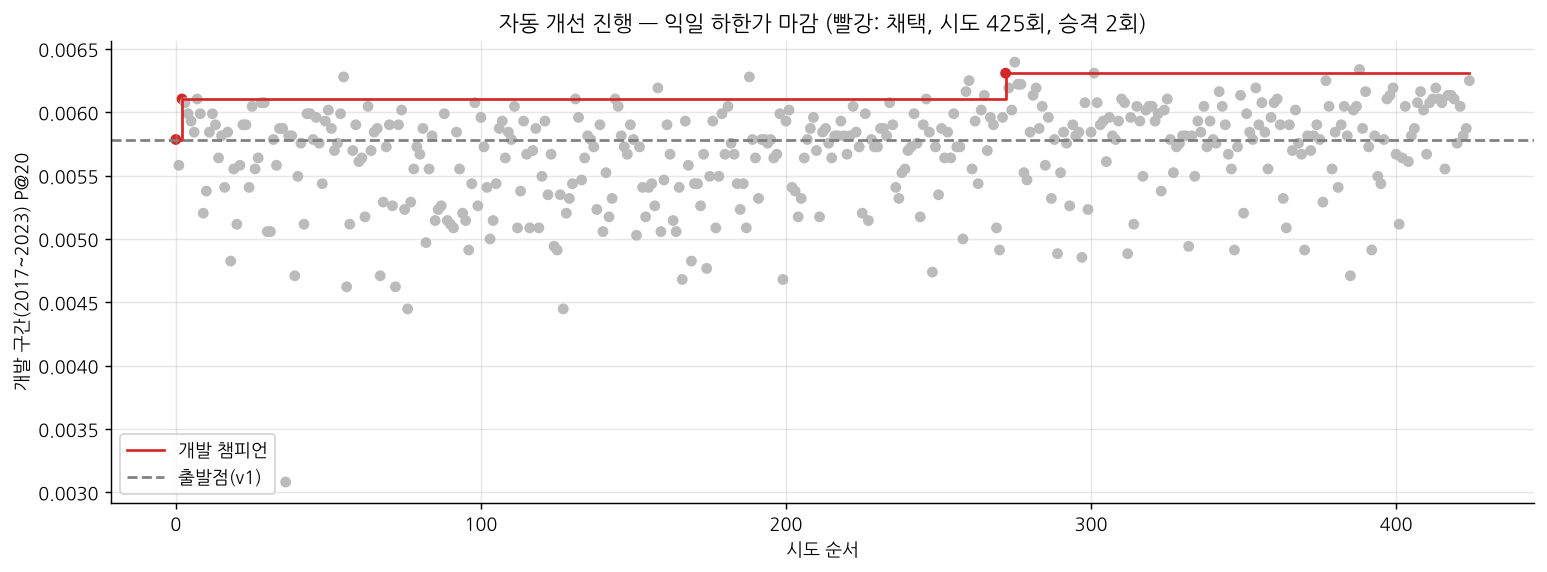 자동 개선 진행 — 익일 하한가 마감 (빨강: 채택, 시도 425회, 승격 2회)
개발 구간(2017~2023) P@20
0.0065
0.0060
0.0055
0.0050
0.0045
0.0040
0.0035
0.0030
개발 챔피언
출발점(v1)
0
100
200
300
400
시도 순서